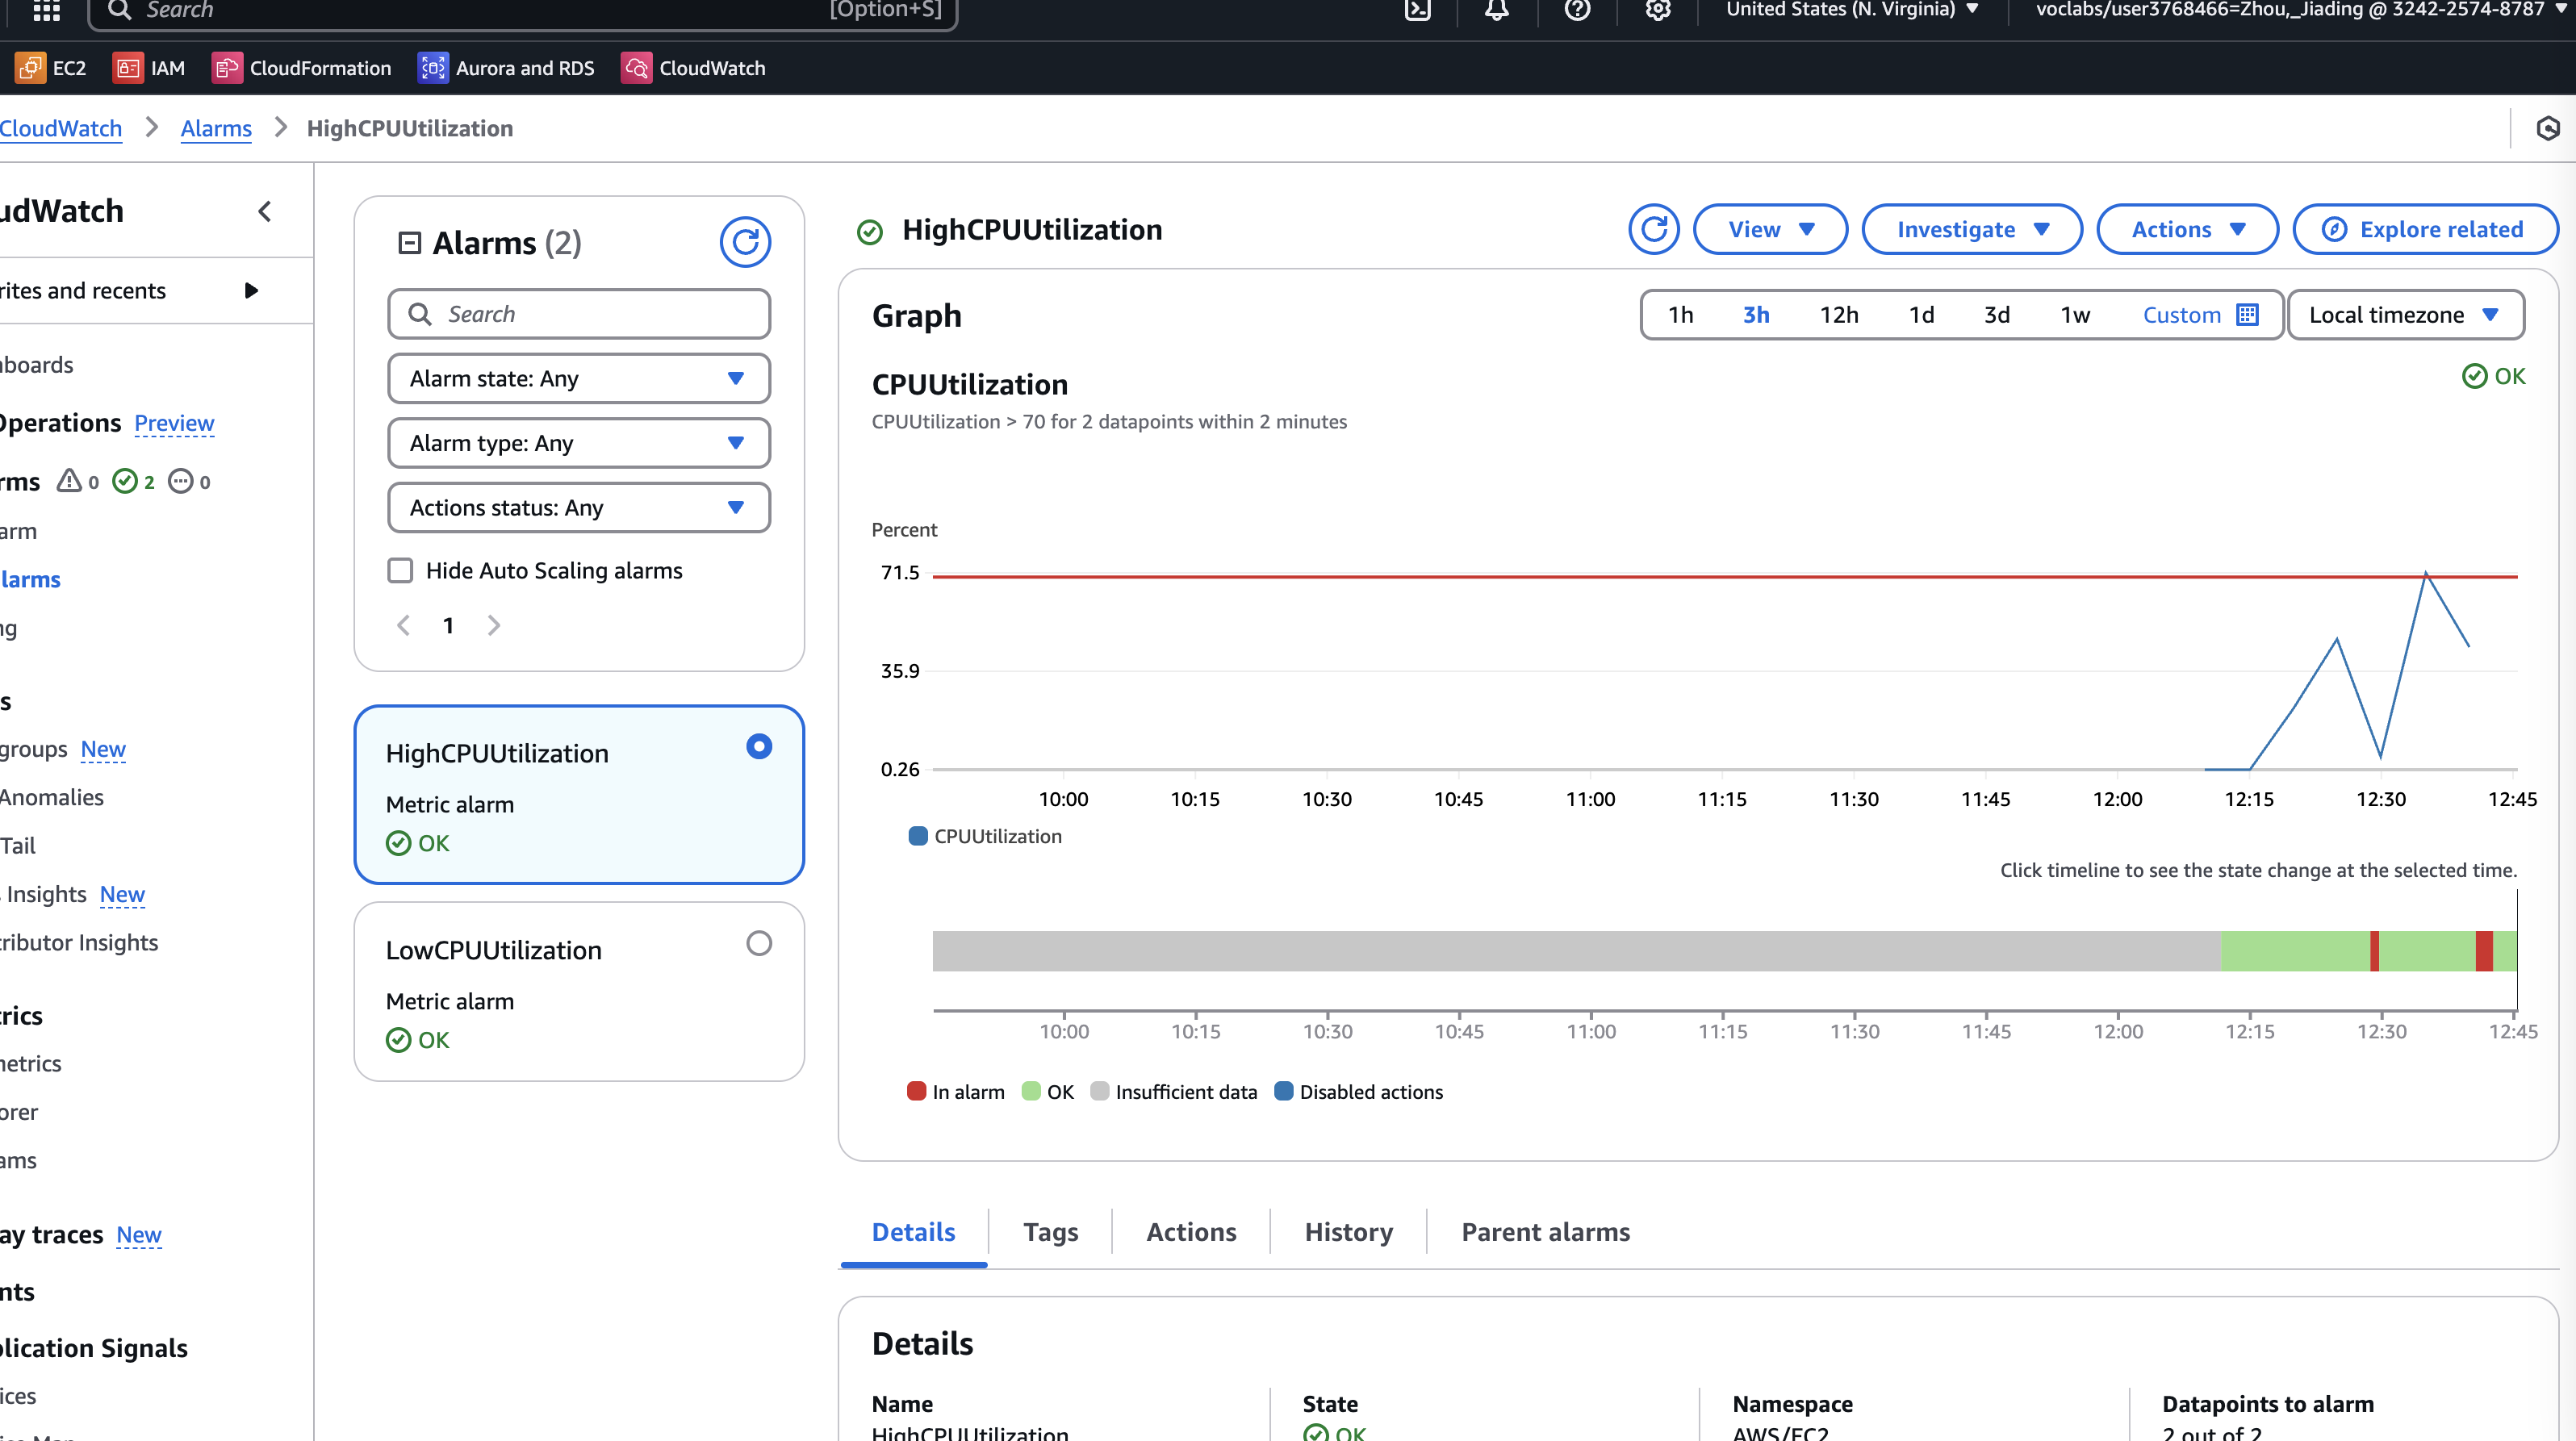 Search [Option+S] United States (N. Virginia) voclabs/user3768466=Zhou,_Jiading @ 3242-2574-8787
EC2 IAM CloudFormation Aurora and RDS CloudWatch
CloudWatch Alarms HighCPUUtilization
udWatch
rites and recents
boards
Operations Preview
rms 0 2 0
arm
larms
ng
s
groups New
Anomalies
Tail
Insights New
tributor Insights
trics
metrics
orer
ams
ay traces New
nts
lication Signals
ices
Alarms (2)
Search
Alarm state: Any
Alarm type: Any
Actions status: Any
Hide Auto Scaling alarms
1
HighCPUUtilization
Metric alarm
OK
LowCPUUtilization
Metric alarm
OK
HighCPUUtilization View Investigate Actions Explore related
Graph 1h 3h 12h 1d 3d 1w Custom Local timezone
CPUUtilization OK
CPUUtilization > 70 for 2 datapoints within 2 minutes
Percent
71.5
35.9
0.26
10:00 10:15 10:30 10:45 11:00 11:15 11:30 11:45 12:00 12:15 12:30 12:45
CPUUtilization
Click timeline to see the state change at the selected time.
10:00 10:15 10:30 10:45 11:00 11:15 11:30 11:45 12:00 12:15 12:30 12:45
In alarm OK Insufficient data Disabled actions
Details Tags Actions History Parent alarms
Details
Name State Namespace Datapoints to alarm
HighCPUUtilization OK AWS/EC2 2 out of 2